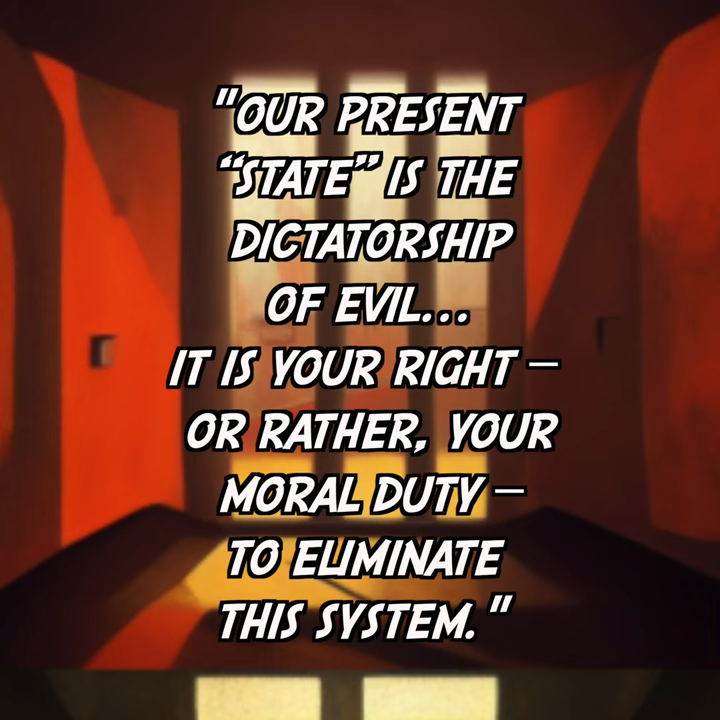 "OUR PRESENT
“STATE” IS THE
DICTATORSHIP
OF EVIL...
IT IS YOUR RIGHT –
OR RATHER, YOUR
MORAL DUTY –
TO ELIMINATE
THIS SYSTEM."